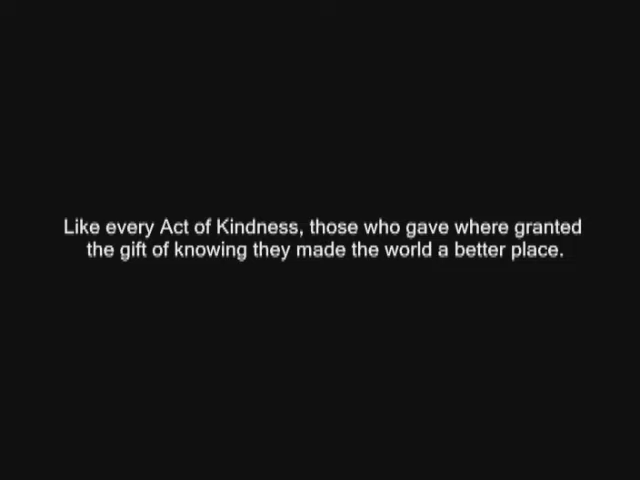 Like every Act of Kindness, those who gave where granted
the gift of knowing they made the world a better place.